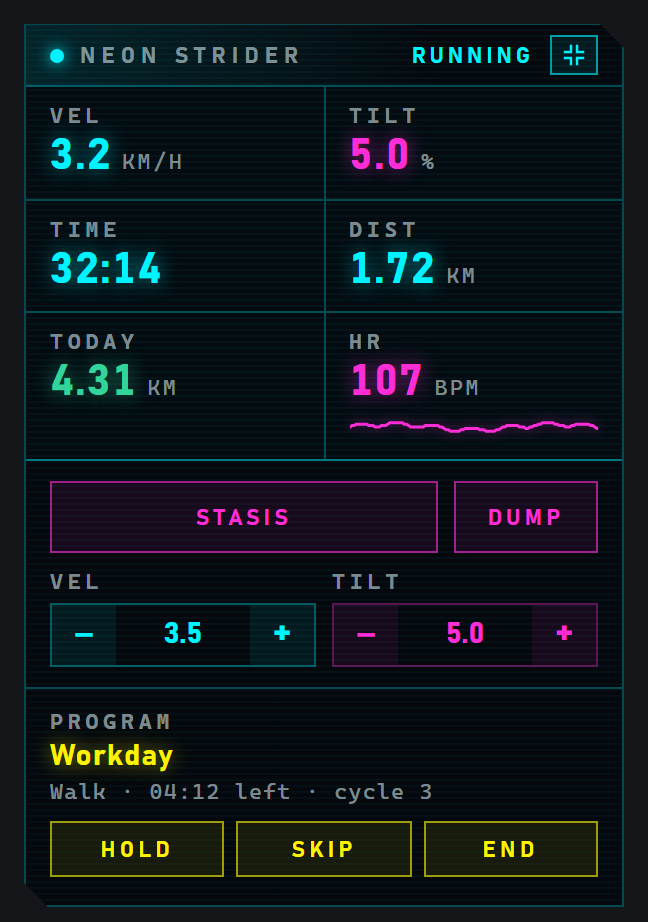 NEON STRIDER RUNNING
VEL TILT
3.2 KM/H 5.0 %
TIME DIST
32:14 1.72 KM
TODAY HR
4.31 KM 107 BPM
STASIS DUMP
VEL TILT
− 3.5 + − 5.0 +
PROGRAM
Workday
Walk · 04:12 left · cycle 3
HOLD SKIP END